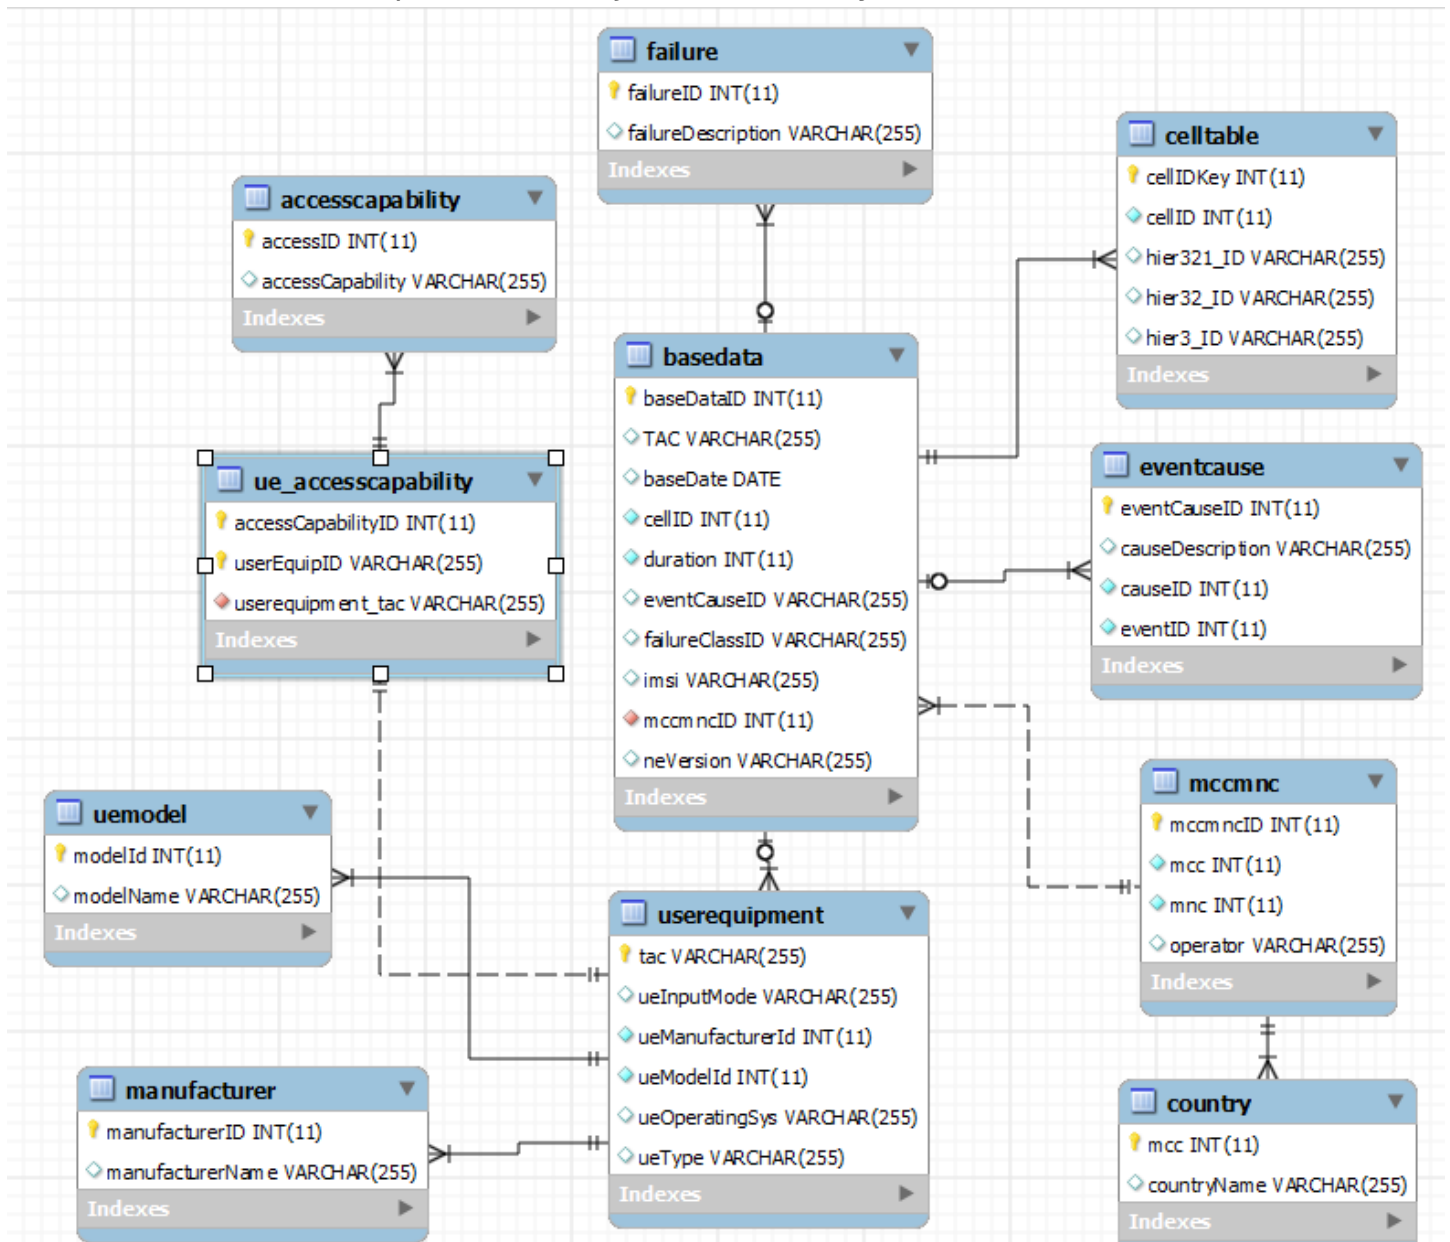 failure
failureID INT(11)
failureDescription VARCHAR(255)
Indexes
celltable
cellIDKey INT(11)
cellID INT(11)
hier321_ID VARCHAR(255)
hier32_ID VARCHAR(255)
hier3_ID VARCHAR(255)
Indexes
accesscapability
accessID INT(11)
accessCapability VARCHAR(255)
Indexes
basedata
baseDataID INT(11)
TAC VARCHAR(255)
baseDate DATE
cellID INT(11)
duration INT(11)
eventCauseID VARCHAR(255)
failureClassID VARCHAR(255)
imsi VARCHAR(255)
mccmncID INT(11)
neVersion VARCHAR(255)
Indexes
eventcause
eventCauseID INT(11)
causeDescription VARCHAR(255)
causeID INT(11)
eventID INT(11)
Indexes
ue_accesscapability
accessCapabilityID INT(11)
userEquipID VARCHAR(255)
userequipment_tac VARCHAR(255)
Indexes
mccmnc
mccmncID INT(11)
mcc INT(11)
mnc INT(11)
operator VARCHAR(255)
Indexes
uemodel
modelId INT(11)
modelName VARCHAR(255)
Indexes
userequipment
tac VARCHAR(255)
ueInputMode VARCHAR(255)
ueManufacturerId INT(11)
ueModelId INT(11)
ueOperatingSys VARCHAR(255)
ueType VARCHAR(255)
Indexes
manufacturer
manufacturerID INT(11)
manufacturerName VARCHAR(255)
Indexes
country
mcc INT(11)
countryName VARCHAR(255)
Indexes